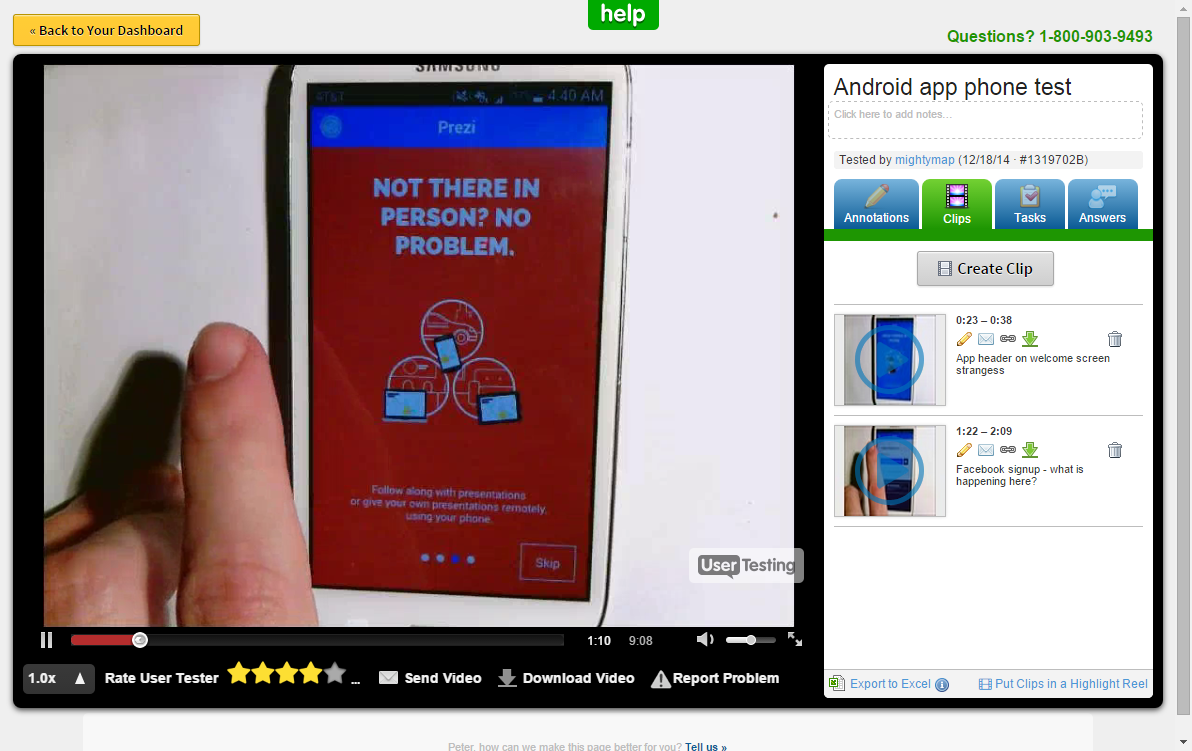 help
« Back to Your Dashboard
Questions? 1-800-903-9493
SAMSUNG
AT&T
4:40 AM
Prezi
NOT THERE IN
PERSON? NO
PROBLEM.
Follow along with presentations
or give your own presentations remotely,
using your phone.
Skip
UserTesting
1:10 9:08
1.0x ▲ Rate User Tester ... Send Video Download Video Report Problem
Android app phone test
Click here to add notes...
Tested by mightymap (12/18/14 · #1319702B)
Annotations Clips Tasks Answers
Create Clip
0:23 – 0:38
App header on welcome screen
strangess
1:22 – 2:09
Facebook signup - what is
happening here?
Export to Excel Put Clips in a Highlight Reel
Peter, how can we make this page better for you? Tell us »